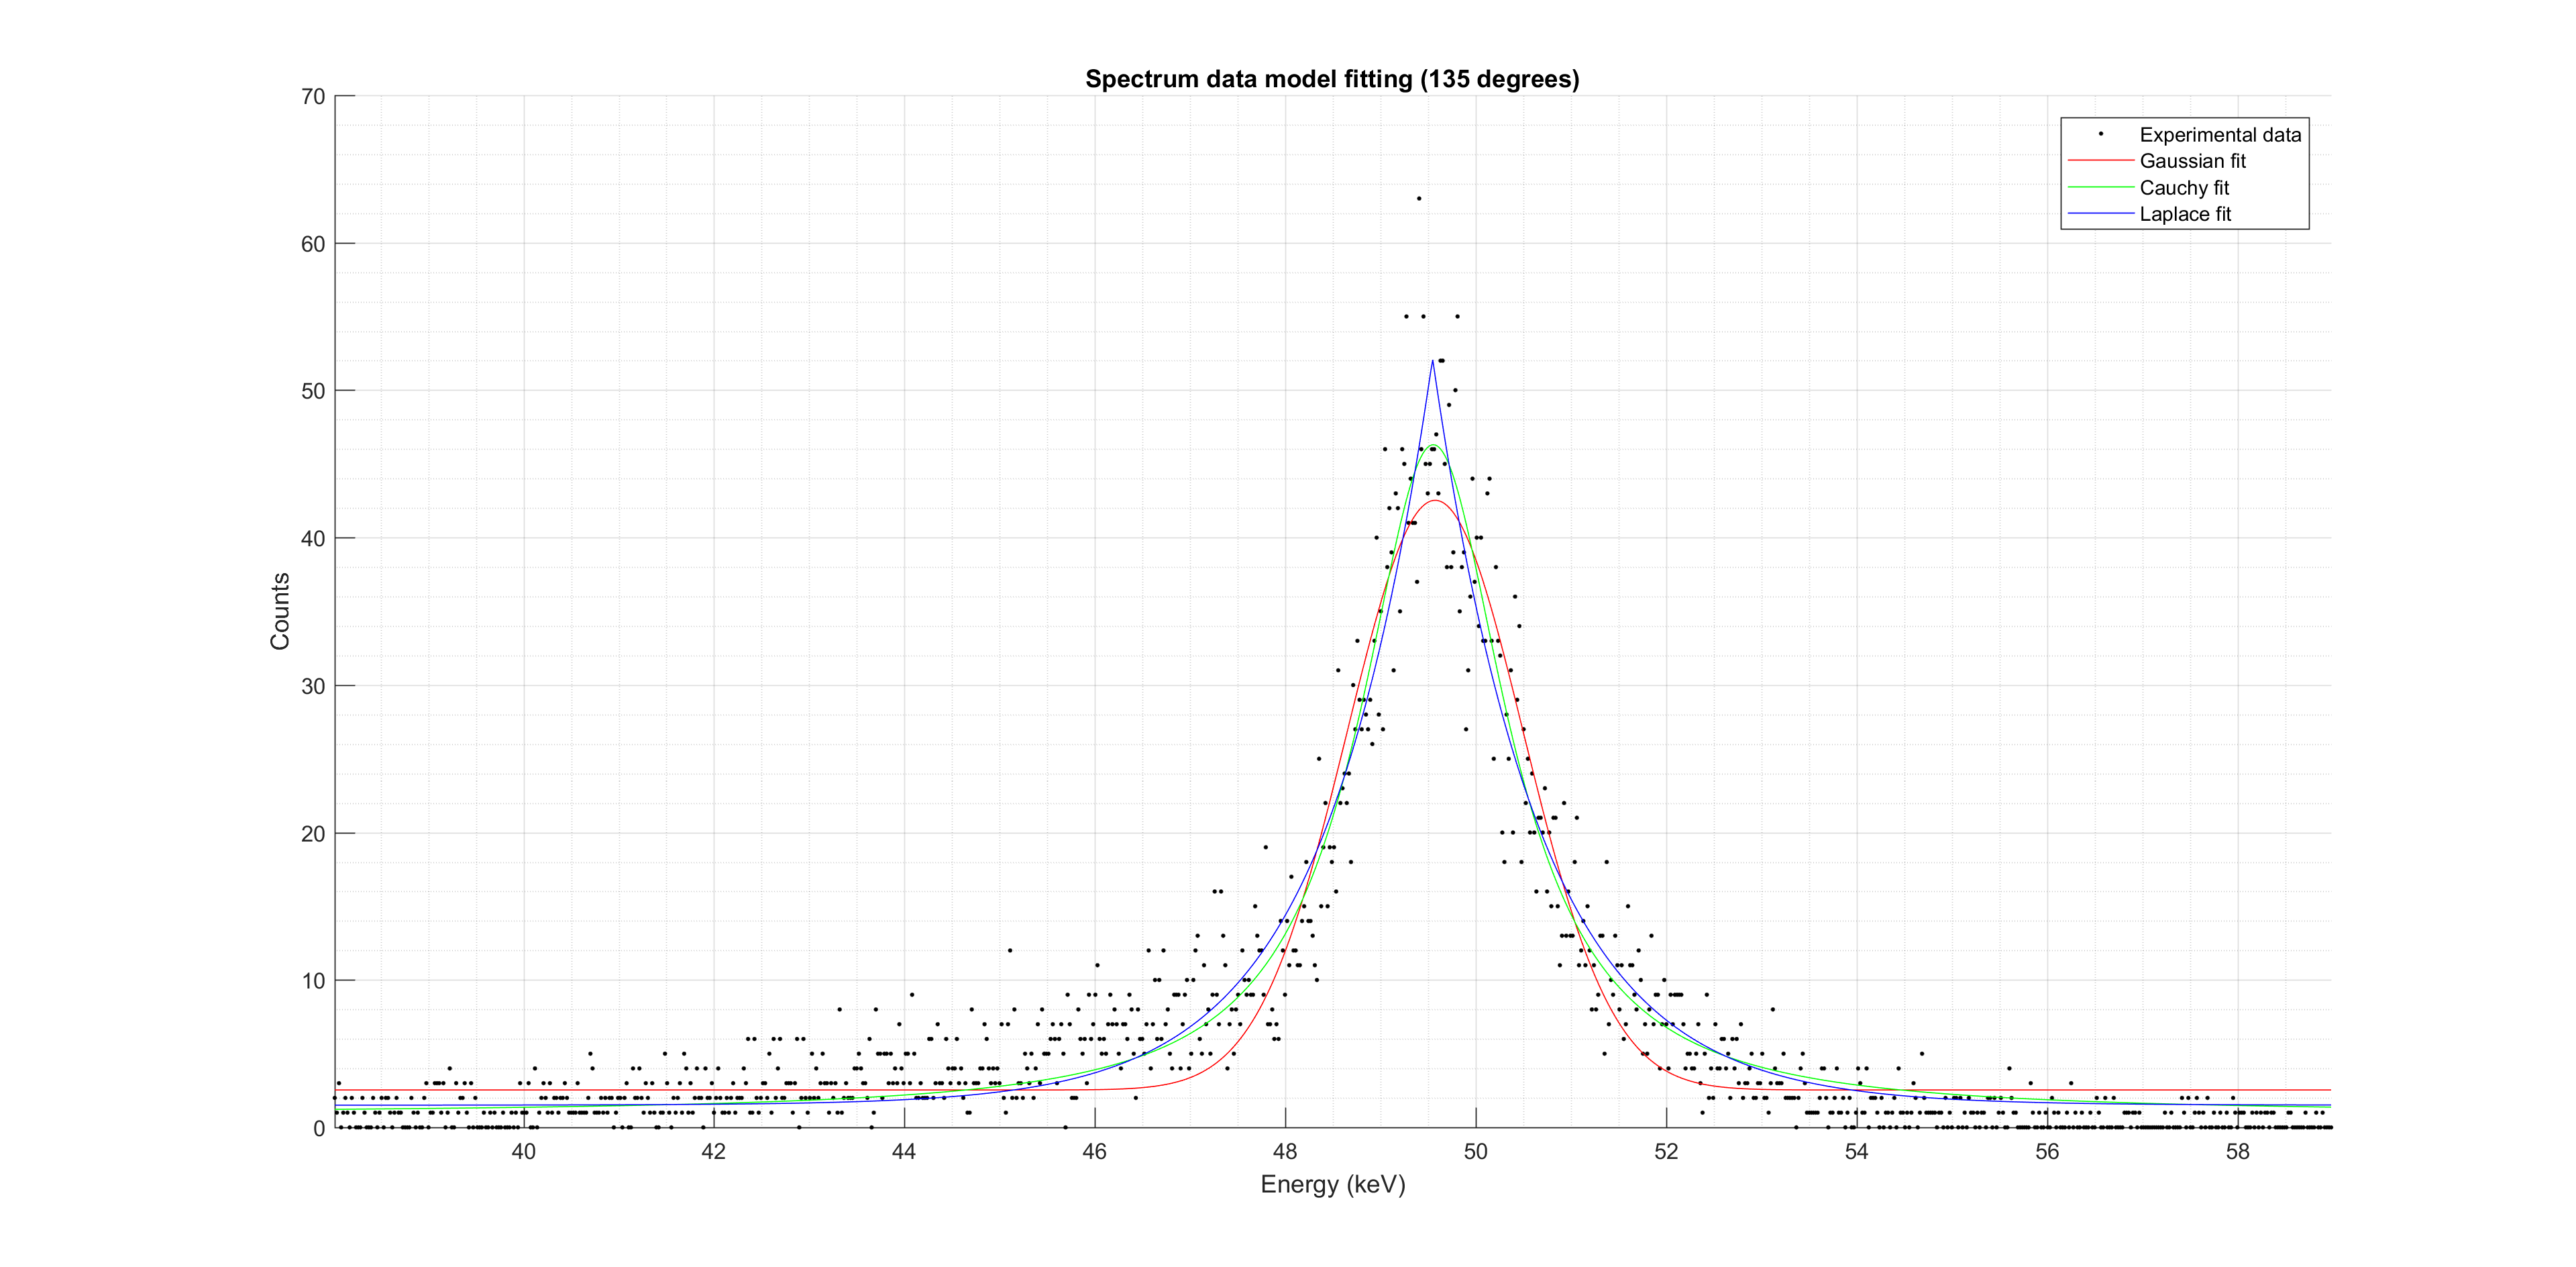 Spectrum data model fitting (135 degrees)
70
60
50
40
30
20
10
0
Counts
40 42 44 46 48 50 52 54 56 58
Energy (keV)
Experimental data
Gaussian fit
Cauchy fit
Laplace fit